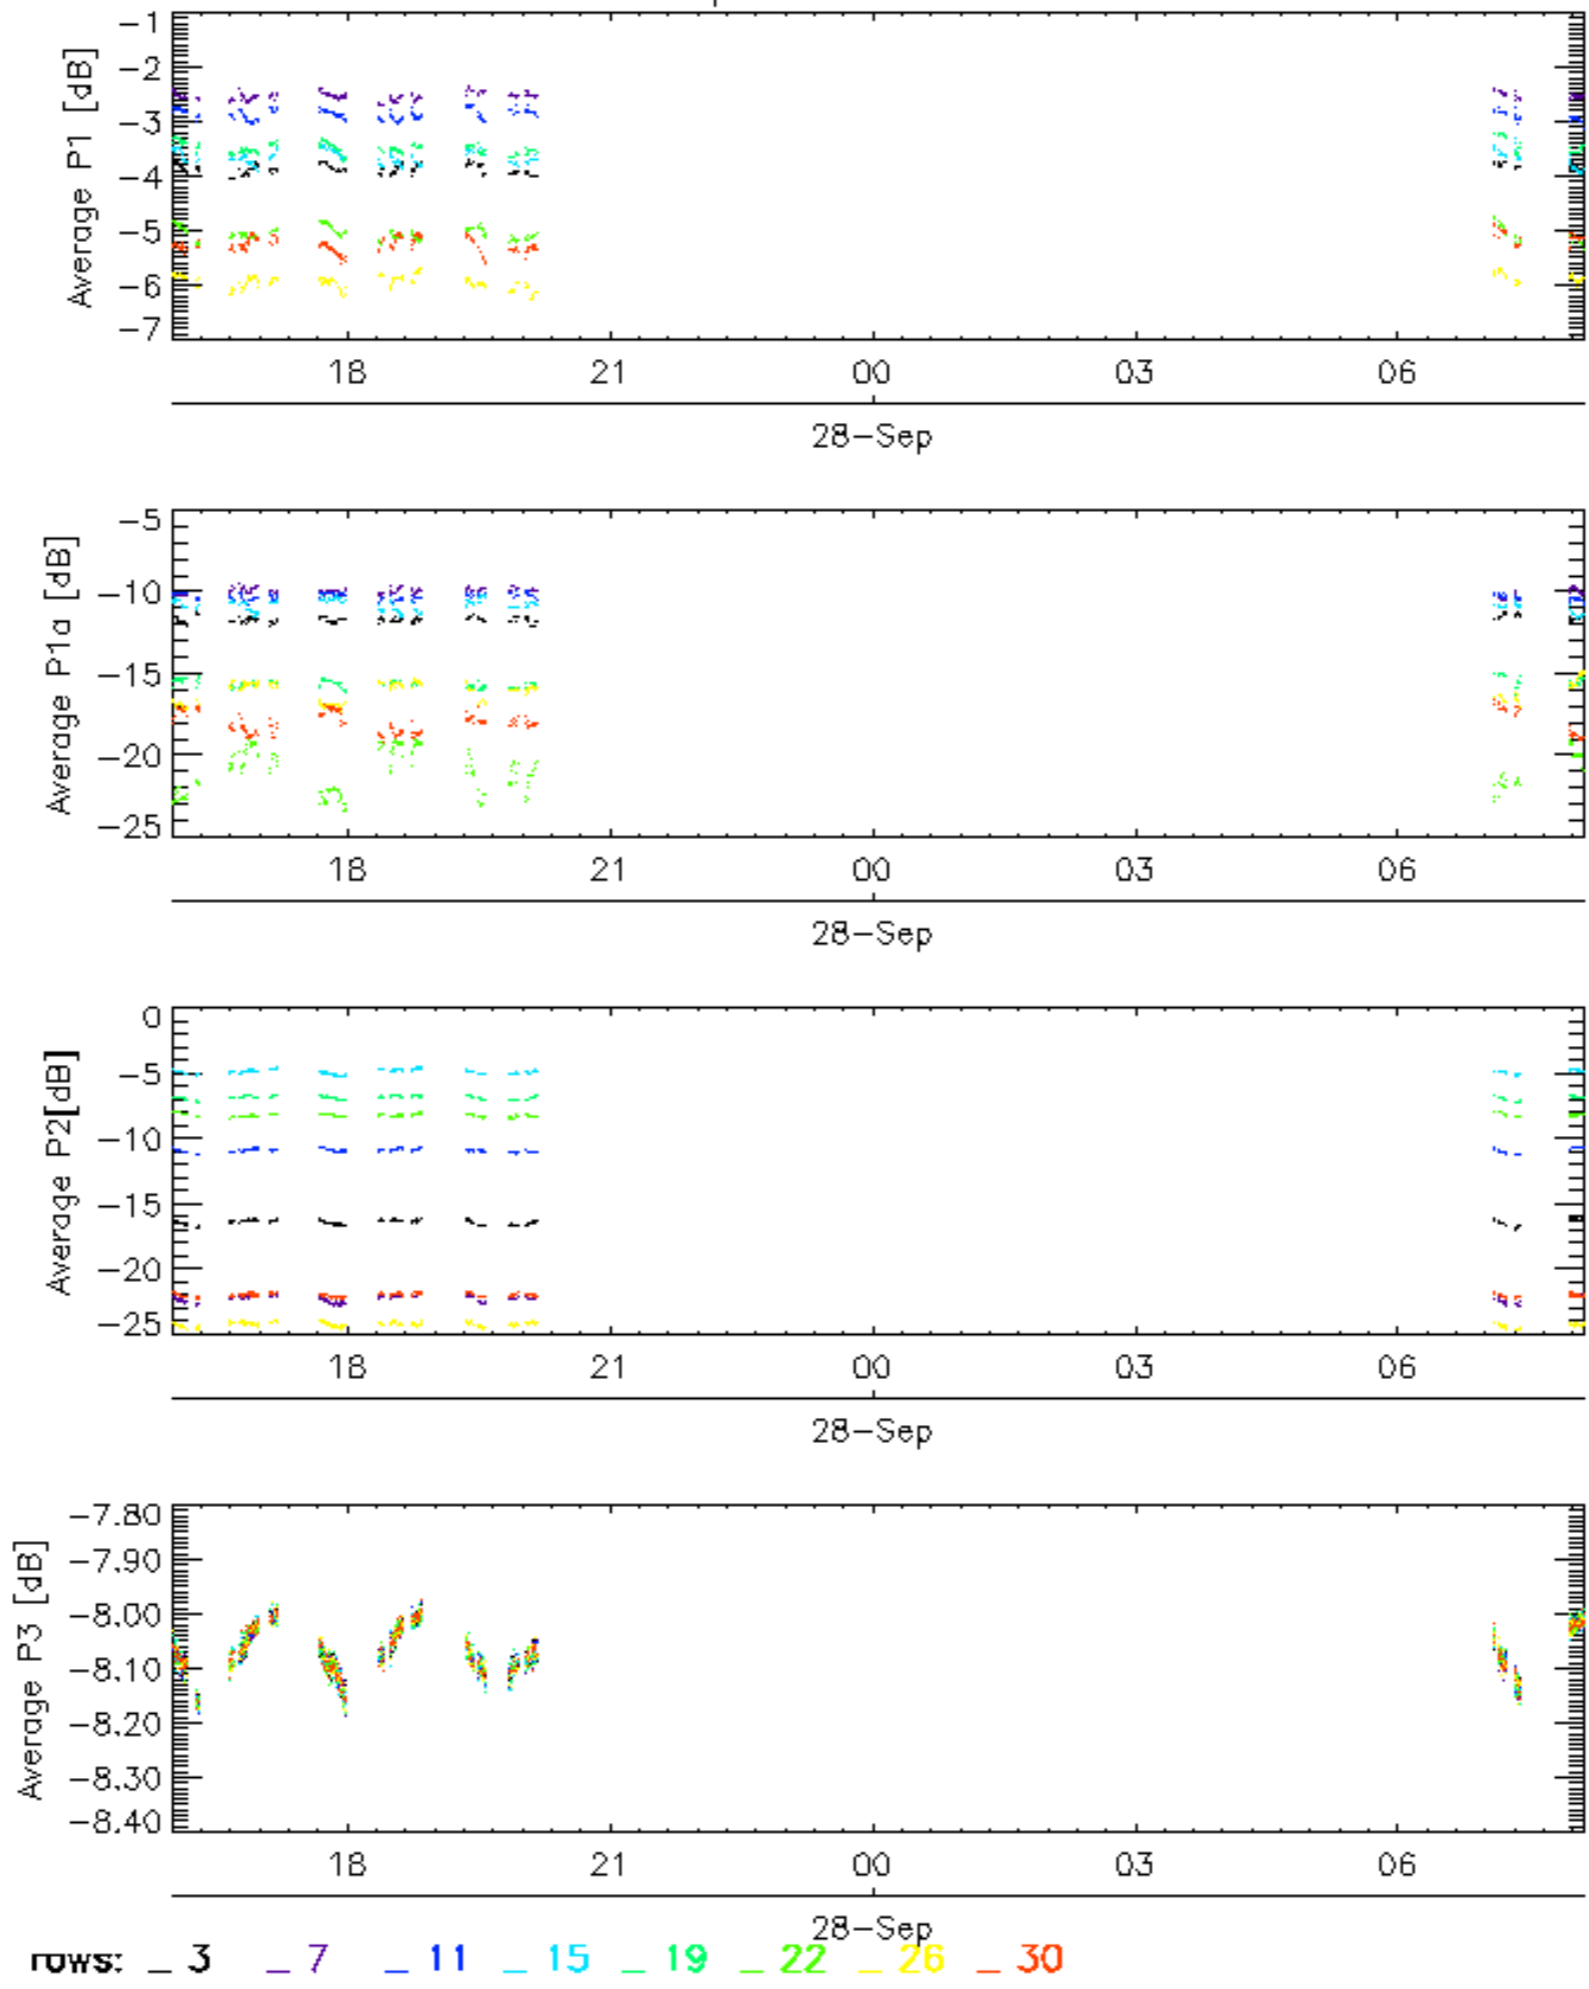 Average P1 [dB]
-1
-2
-3
-4
-5
-6
-7
18 21 00 03 06
28-Sep
Average P1a [dB]
-5
-10
-15
-20
-25
18 21 00 03 06
28-Sep
Average P2[dB]
0
-5
-10
-15
-20
-25
18 21 00 03 06
28-Sep
Average P3 [dB]
-7.80
-7.90
-8.00
-8.10
-8.20
-8.30
-8.40
18 21 00 03 06
28-Sep
rows: _ 3 _ 7 _ 11 _ 15 _ 19 _ 22 _ 26 _ 30